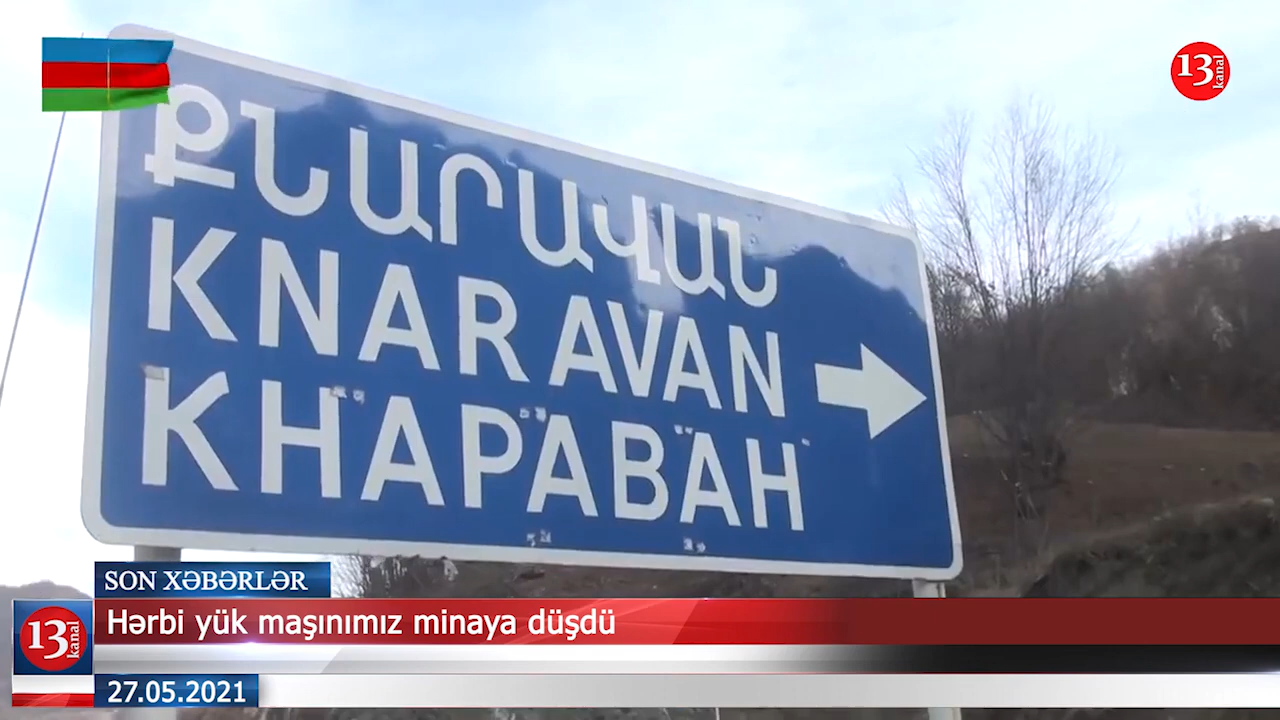 13 kanal
ՔՆԱՐԱՎԱՆ
KNARAVAN
КНАРАВАН
SON XƏBƏRLƏR
Hərbi yük maşınımız minaya düşdü
13 kanal
27.05.2021